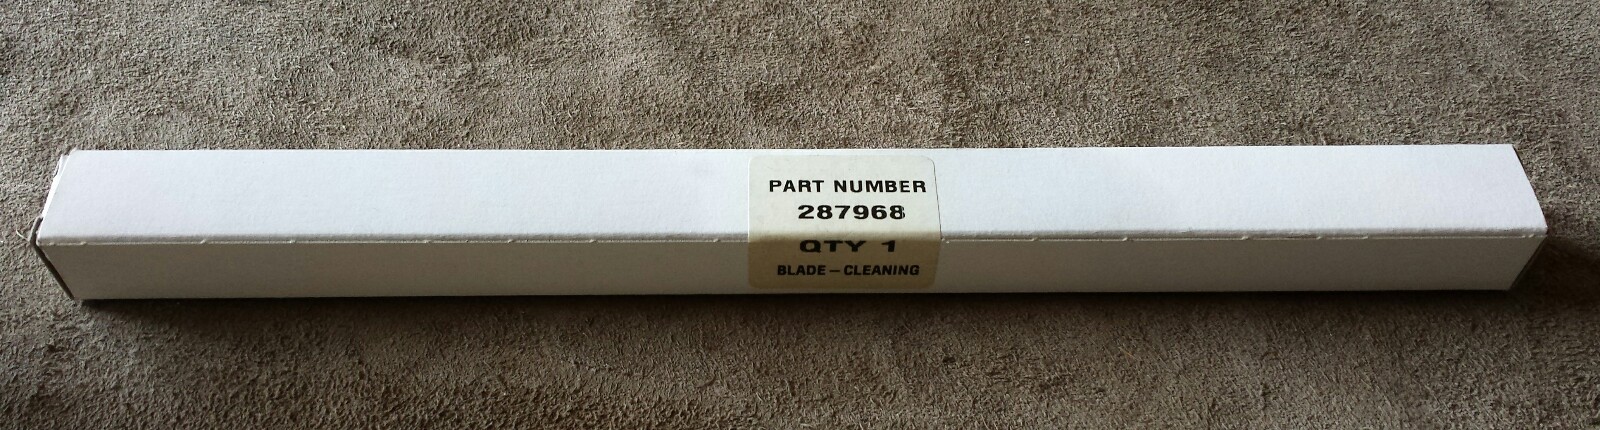 PART NUMBER
287968
QTY 1
BLADE – CLEANING